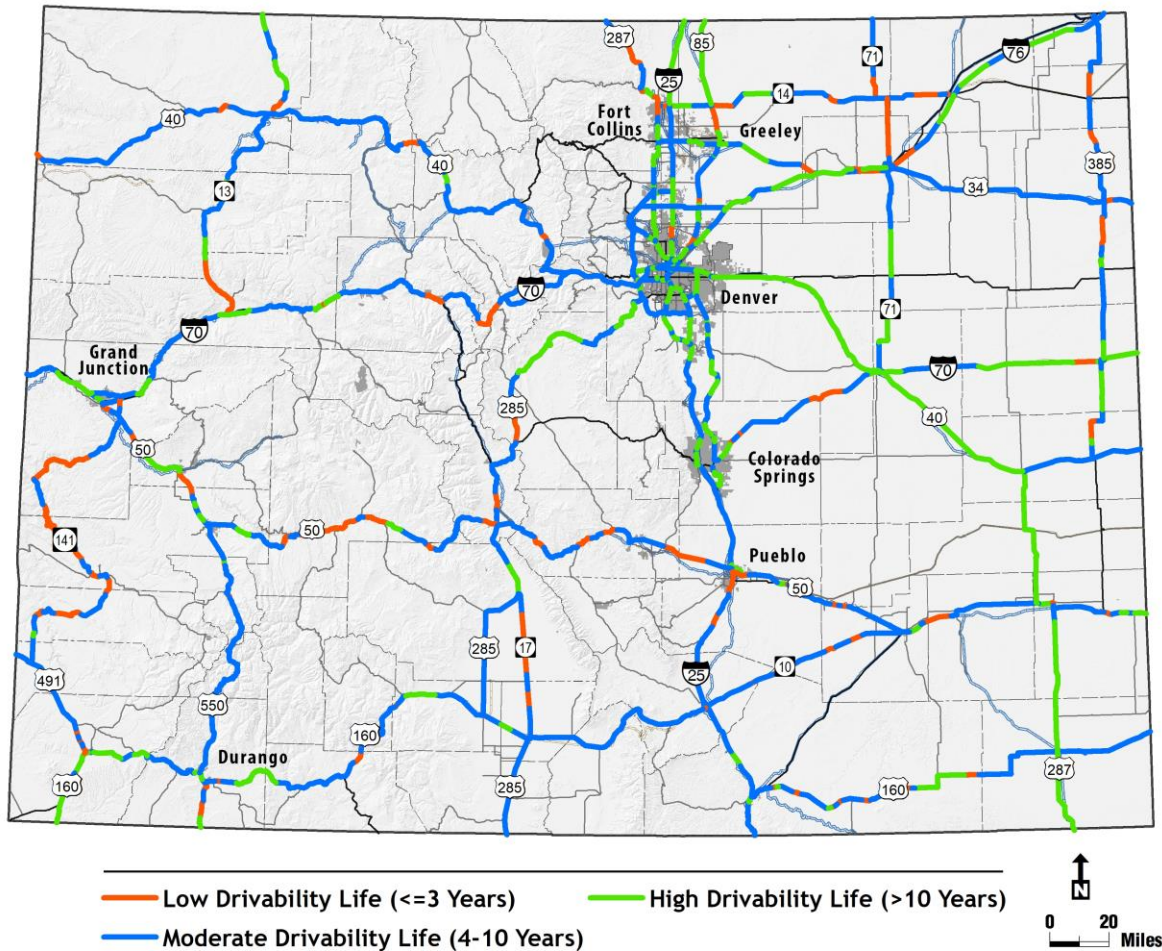 287
85
25
71
76
14
40
Fort
Collins
Greeley
40
385
13
34
70
Denver
71
70
Grand
Junction
70
285
40
50
Colorado
Springs
50
141
Pueblo
50
17
285
10
25
491
550
160
Durango
160
285
160
287
Low Drivability Life (<=3 Years)
High Drivability Life (>10 Years)
Moderate Drivability Life (4-10 Years)
N
0 20
Miles